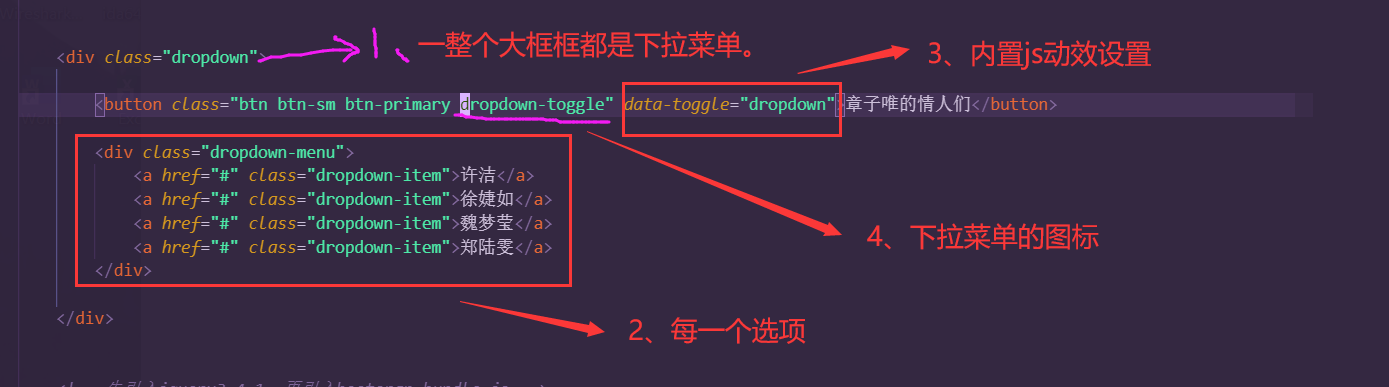 <div class="dropdown">
1、一整个大框框都是下拉菜单。
3、内置js动效设置
<button class="btn btn-sm btn-primary dropdown-toggle" data-toggle="dropdown">章子唯的情人们</button>
<div class="dropdown-menu">
<a href="#" class="dropdown-item">许洁</a>
<a href="#" class="dropdown-item">徐婕如</a>
<a href="#" class="dropdown-item">魏梦莹</a>
<a href="#" class="dropdown-item">郑陆雯</a>
</div>
4、下拉菜单的图标
</div>
2、每一个选项